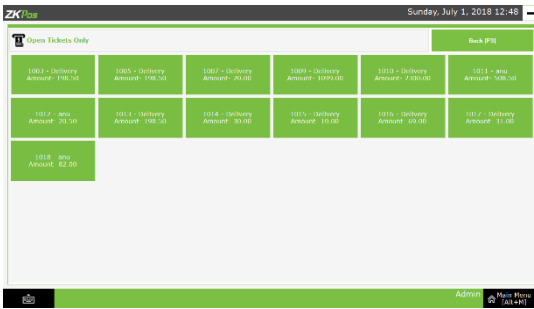 ZKPos
Sunday, July 1, 2018 12:48
Open Tickets Only
Back [F3]
1003 - Delivery
Amount- 198.50
1005 - Delivery
Amount- 198.50
1007 - Delivery
Amount- 29.00
1009 - Delivery
Amount- 1099.00
1010 - Delivery
Amount- 2300.00
1011 - anu
Amount- 508.50
1012 - anu
Amount- 20.50
1013 - Delivery
Amount- 198.50
1014 - Delivery
Amount- 30.00
1015 - Delivery
Amount- 10.00
1016 - Delivery
Amount- 69.00
1017 - Delivery
Amount- 33.00
1018 anu
Amount 82.00
Admin
Main Menu
[Alt+M]